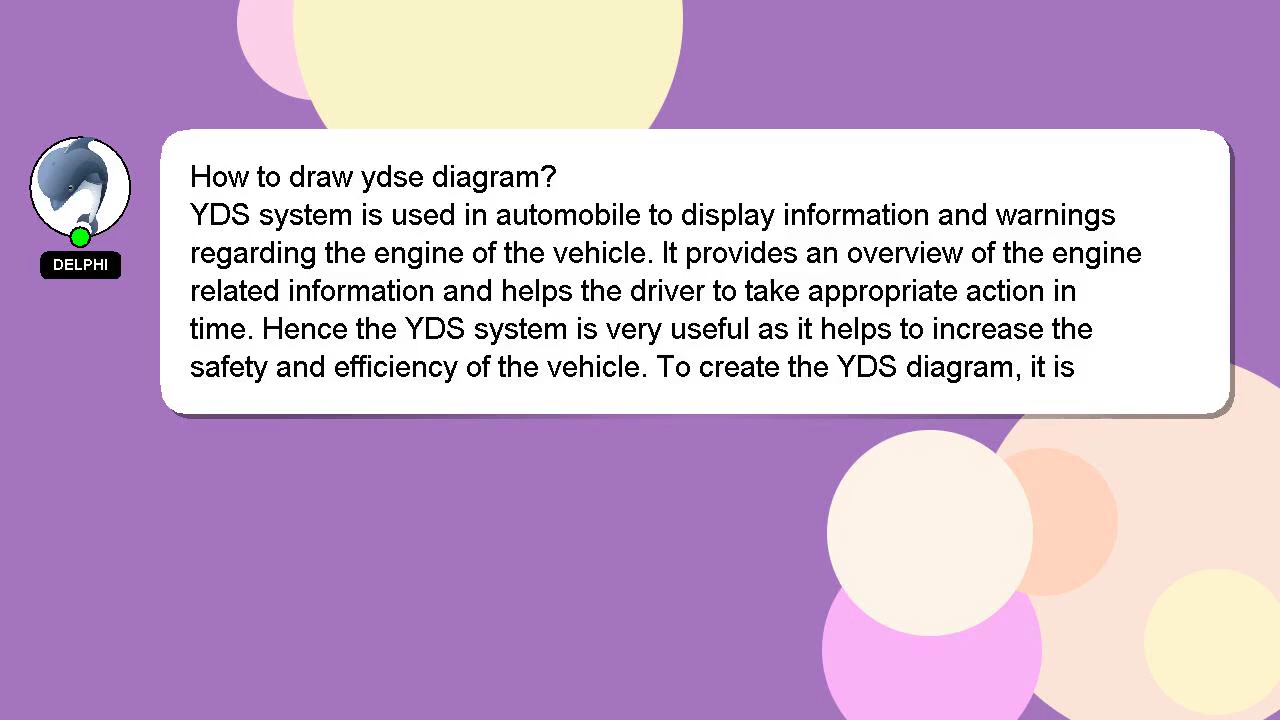 How to draw ydse diagram?
YDS system is used in automobile to display information and warnings
regarding the engine of the vehicle. It provides an overview of the engine
related information and helps the driver to take appropriate action in
time. Hence the YDS system is very useful as it helps to increase the
safety and efficiency of the vehicle. To create the YDS diagram, it is
DELPHI